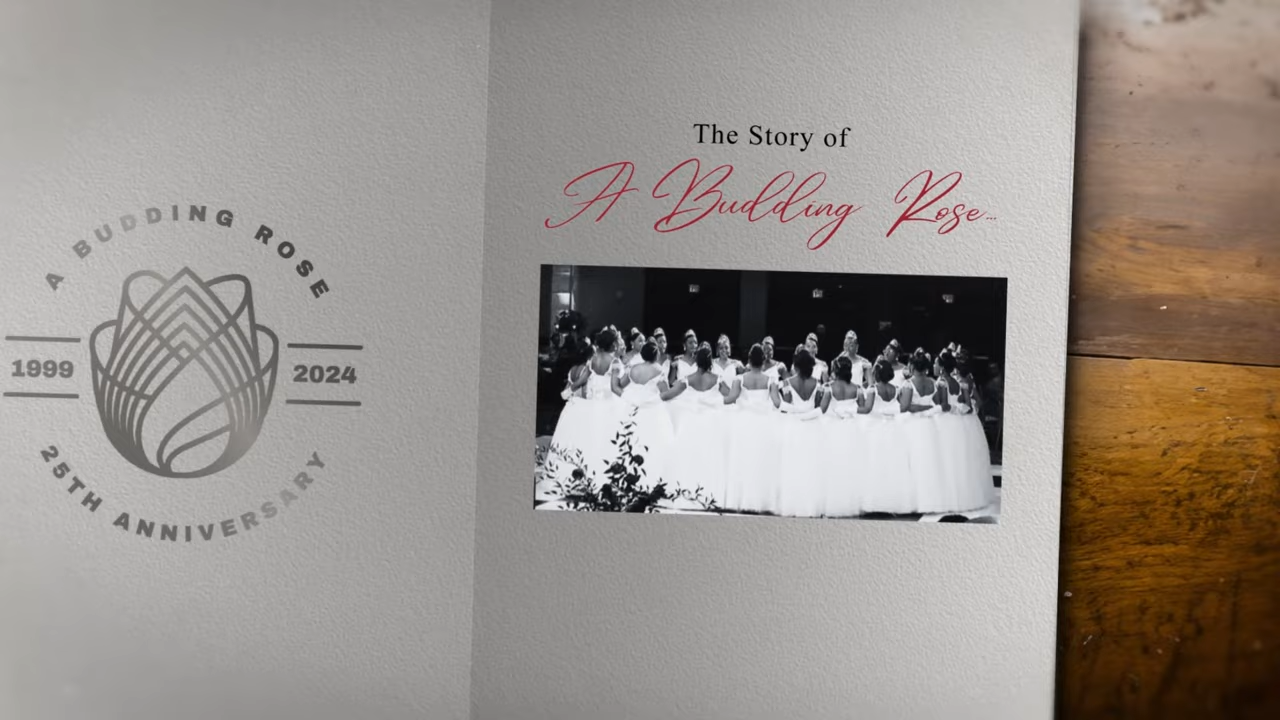 A BUDDING ROSE
1999
2024
25TH ANNIVERSARY
The Story of
A Budding Rose...